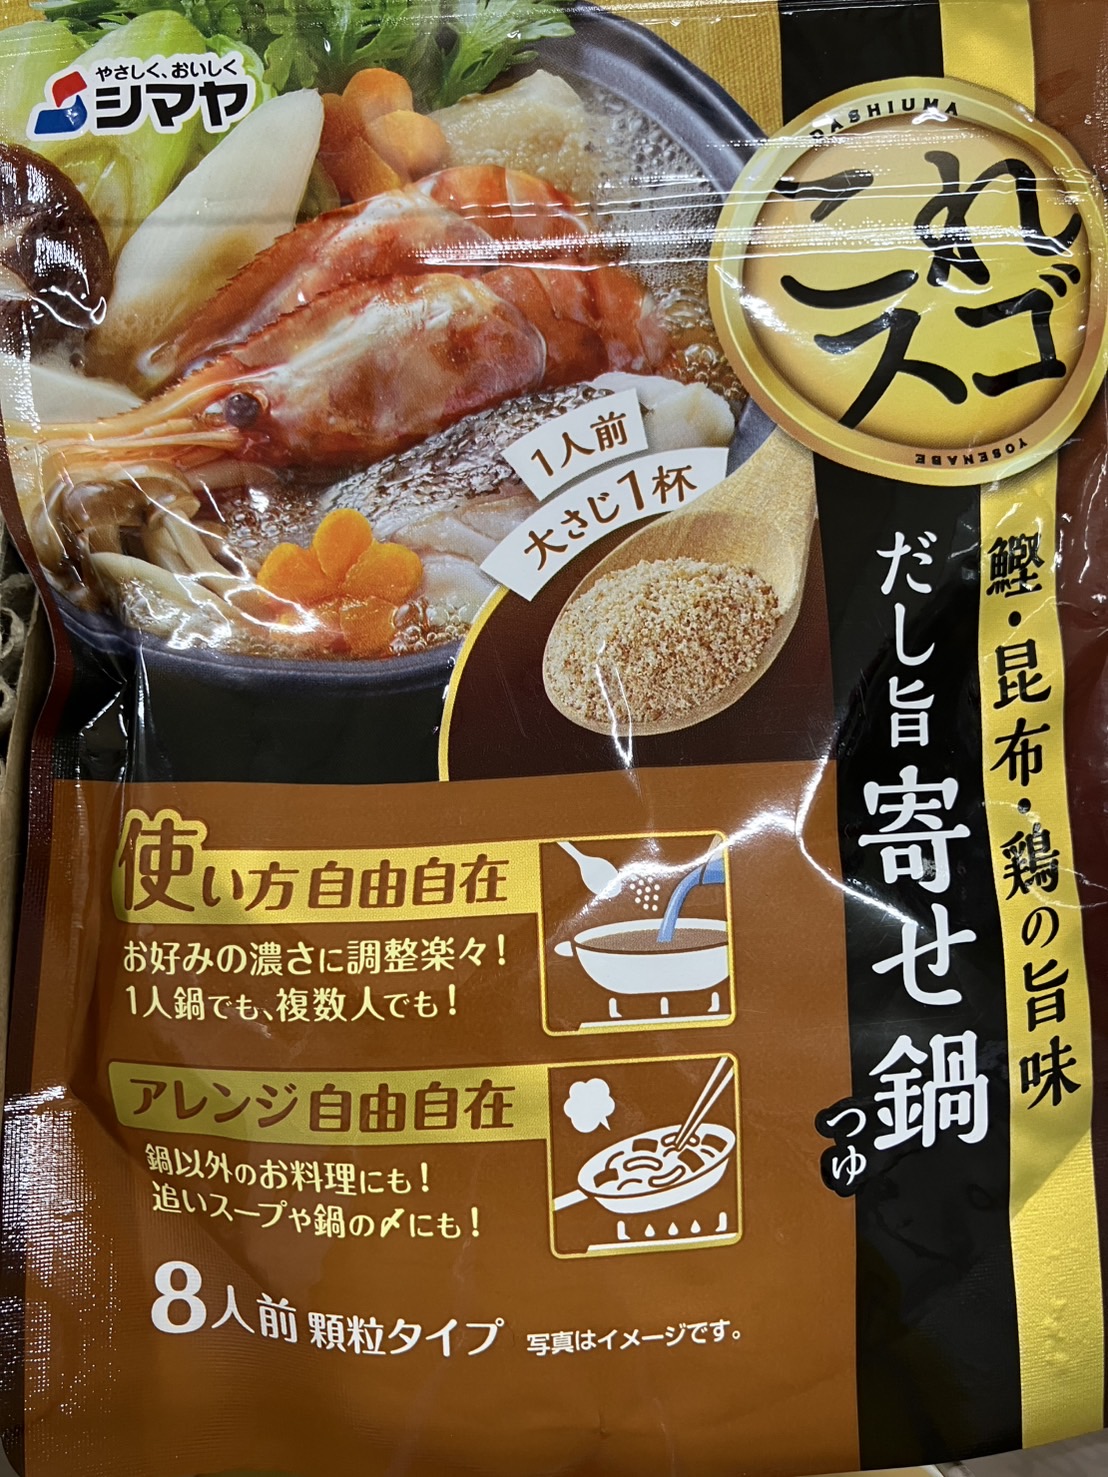 やさしく、おいしく
シマヤ
DASHIUMA
これ
スゴ
YOSENABE
1人前
大さじ1杯
鰹・昆布・鶏の旨味
だし旨寄せ鍋
つゆ
使い方自由自在
お好みの濃さに調整楽々!
1人鍋でも、複数人でも!
アレンジ自由自在
鍋以外のお料理にも!
追いスープや鍋の〆にも!
8人前 顆粒タイプ 写真はイメージです。